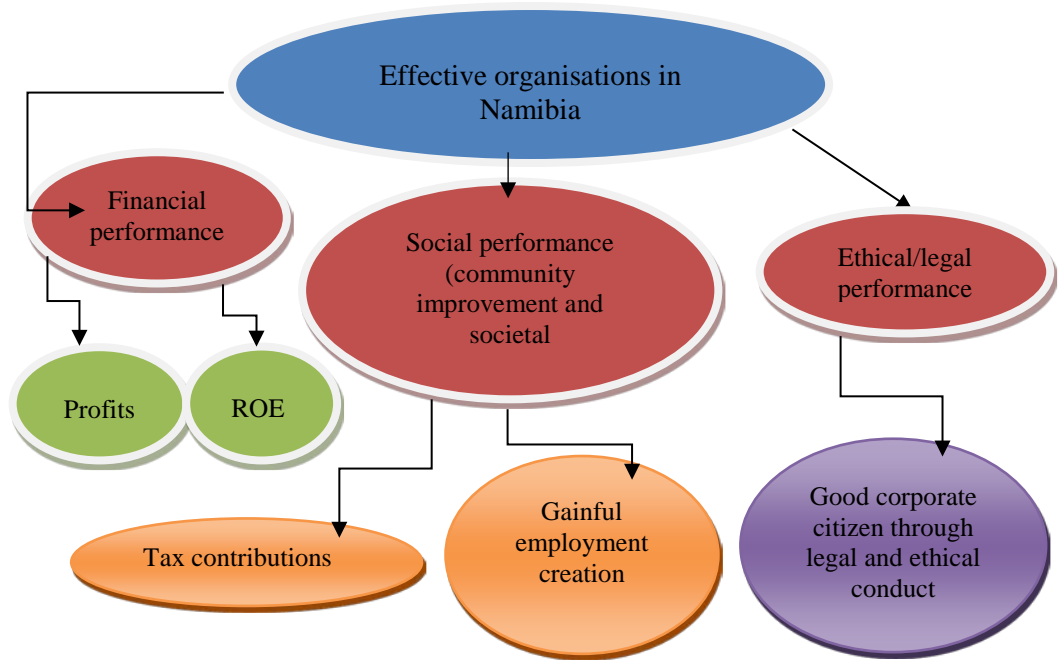 Effective organisations in
Namibia
Financial
performance
Social performance
(community
improvement and
societal
Ethical/legal
performance
Profits
ROE
Tax contributions
Gainful
employment
creation
Good corporate
citizen through
legal and ethical
conduct